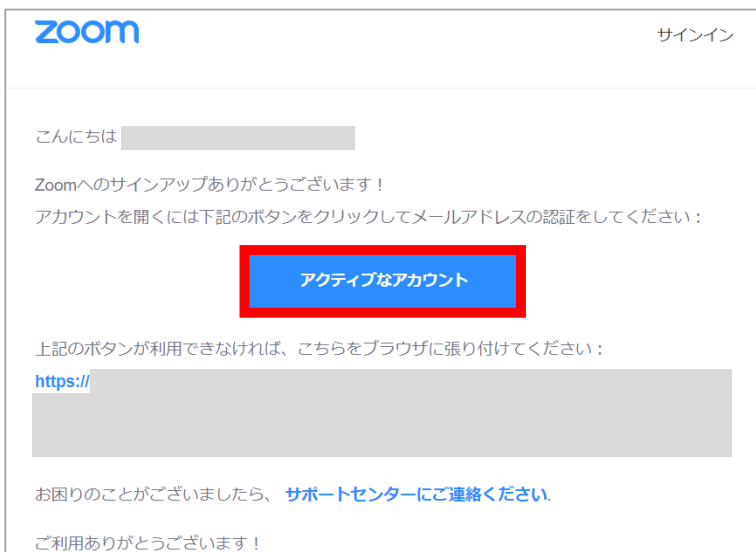 zoom
サインイン
こんにちは
Zoomへのサインアップありがとうございます！
アカウントを開くには下記のボタンをクリックしてメールアドレスの認証をしてください：
アクティブなアカウント
上記のボタンが利用できなければ、こちらをブラウザに張り付けてください：
https://
お困りのことがございましたら、 サポートセンターにご連絡ください.
ご利用ありがとうございます！